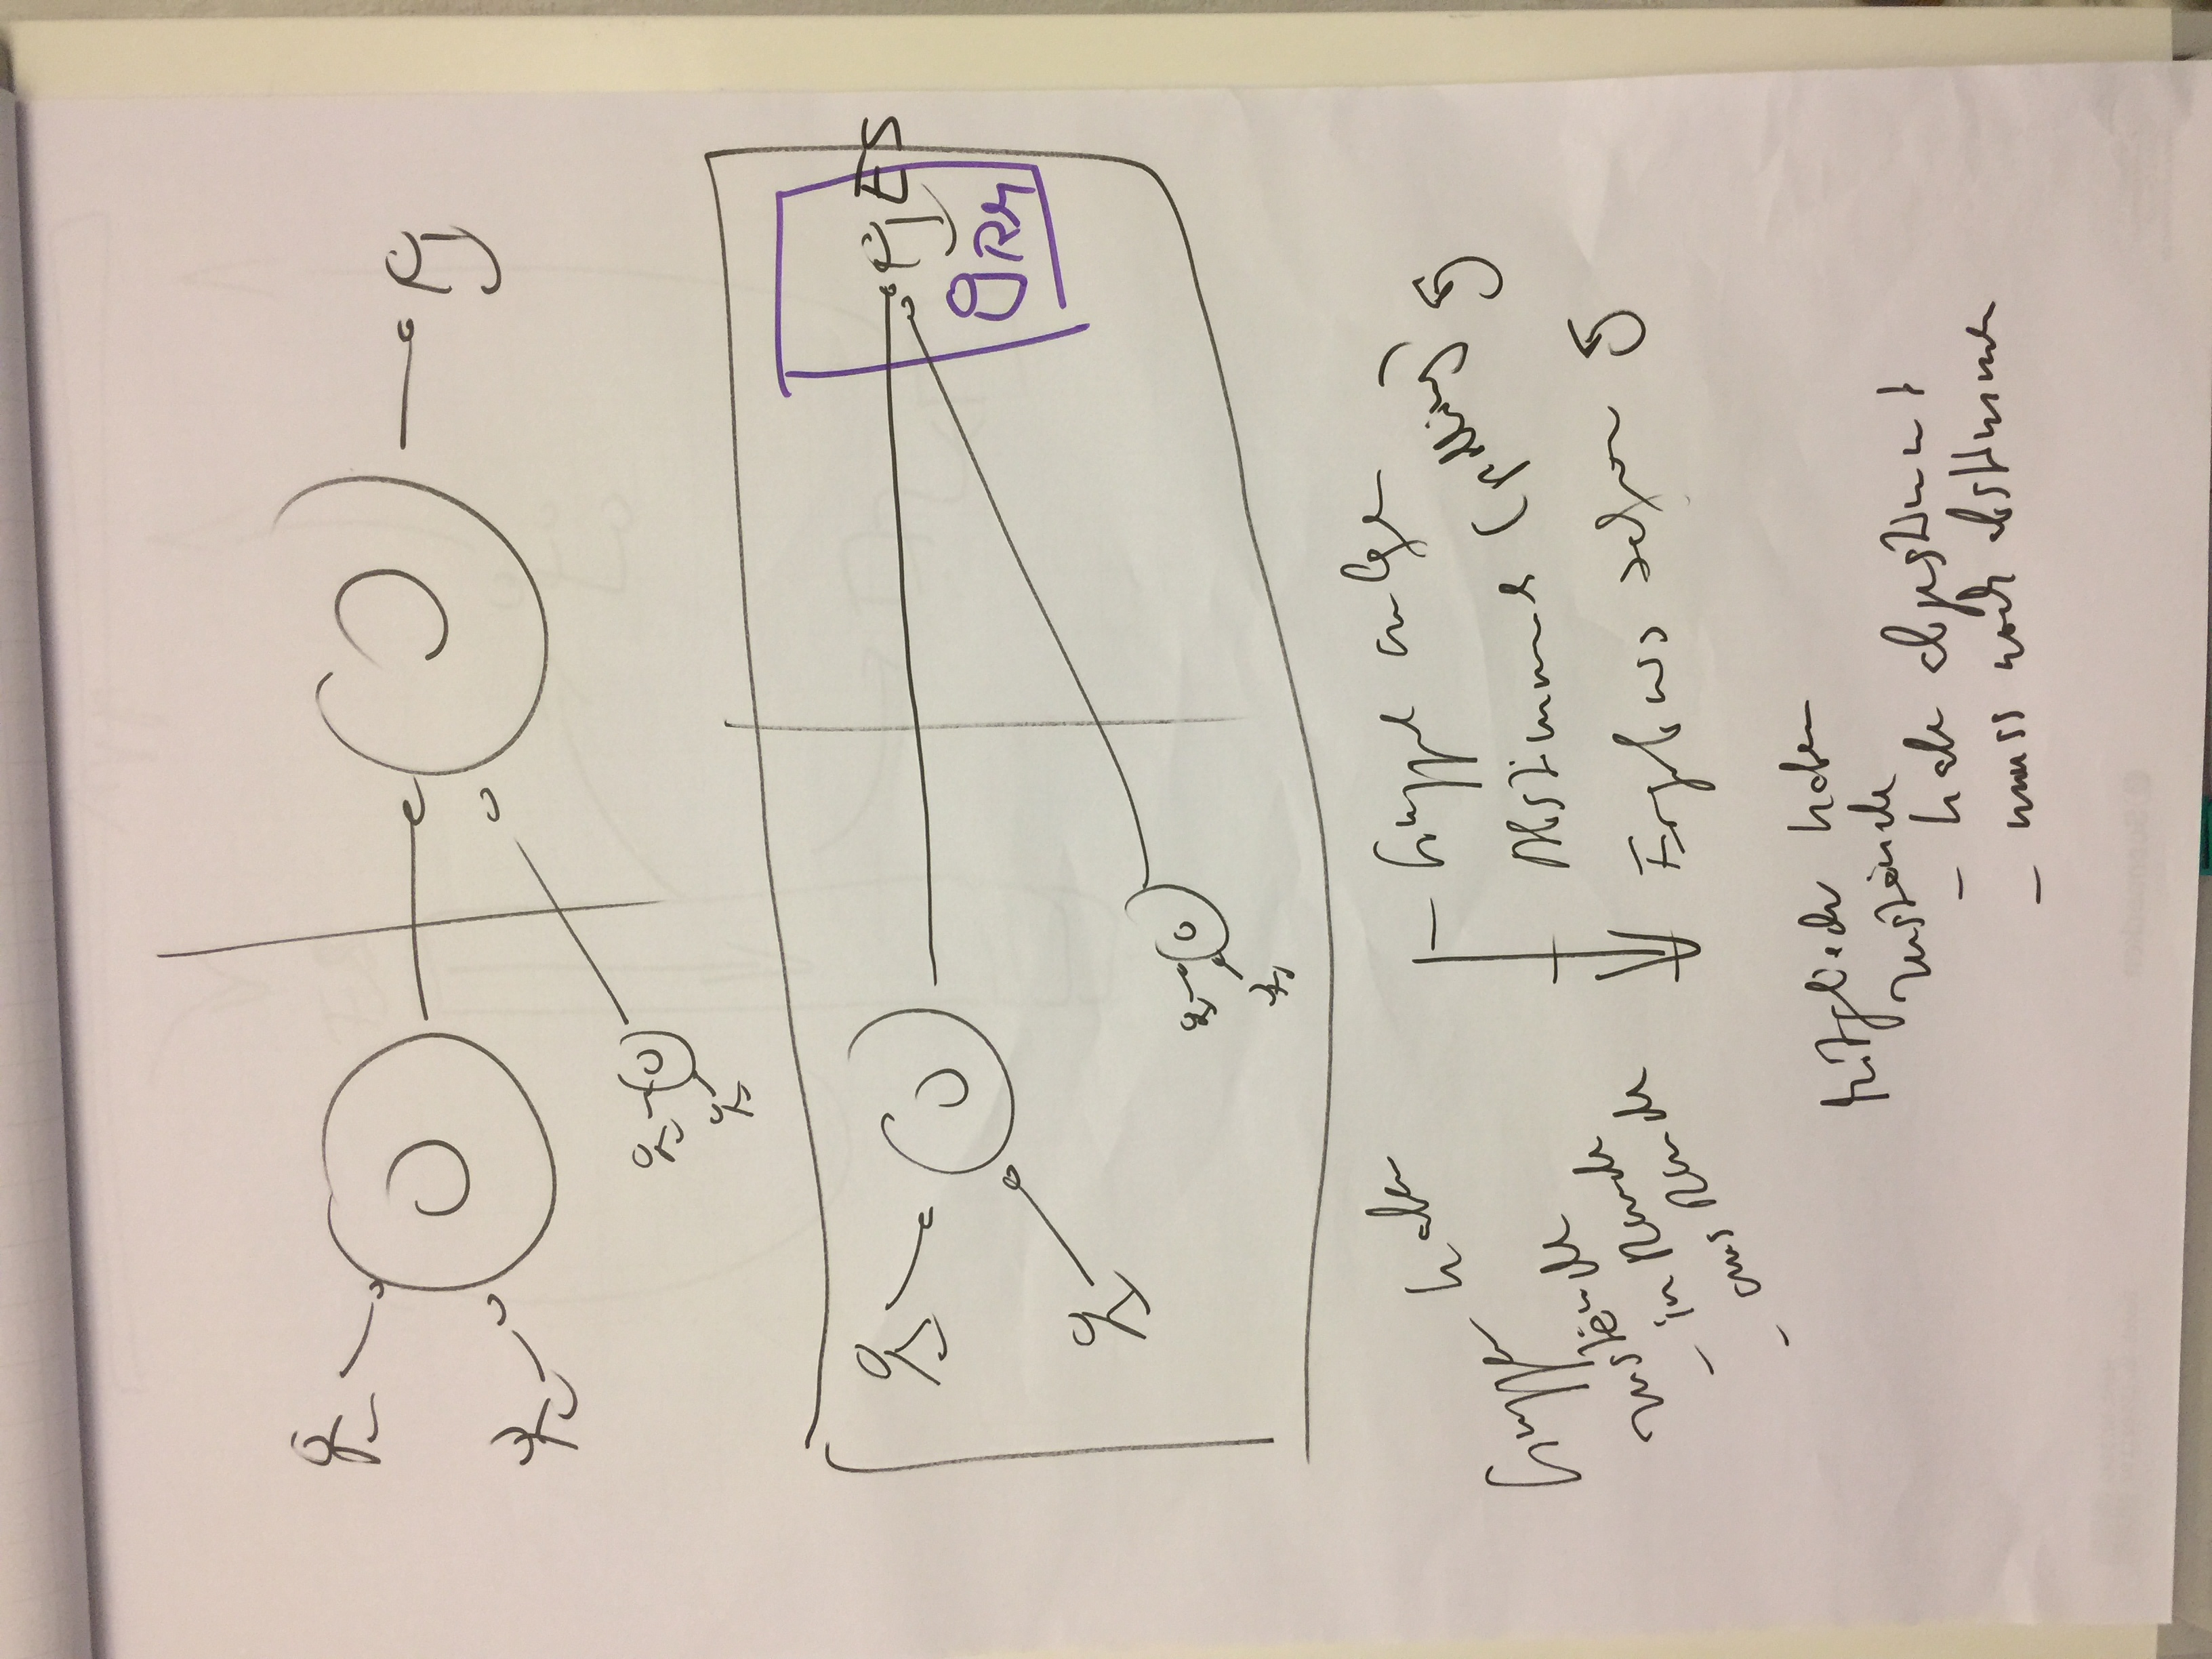 ES
RM
Gruppen haben
Zustände
- in Runde
- aus Runde
Gruppe anlegen
Abstimmung (polling)
Ergebnis sehen
Mitglieder haben
Zustände
- habe abgestimmt
- muss noch abstimmen